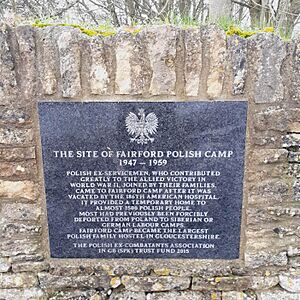 THE SITE OF FAIRFORD POLISH CAMP
1947 - 1959
POLISH EX-SERVICEMEN, WHO CONTRIBUTED
GREATLY TO THE ALLIED VICTORY IN
WORLD WAR II, JOINED BY THEIR FAMILIES,
CAME TO FAIRFORD CAMP AFTER IT WAS
VACATED BY THE 186TH AMERICAN HOSPITAL.
IT PROVIDED A TEMPORARY HOME TO
ALMOST 3500 POLISH PEOPLE.
MOST HAD PREVIOUSLY BEEN FORCIBLY
DEPORTED FROM POLAND TO SIBERIAN OR
GERMAN LABOUR CAMPS.
FAIRFORD CAMP BECAME THE LARGEST
POLISH FAMILY HOSTEL IN GLOUCESTERSHIRE.
THE POLISH EX-COMBATANTS ASSOCIATION
IN GB (SPK) TRUST FUND 2015